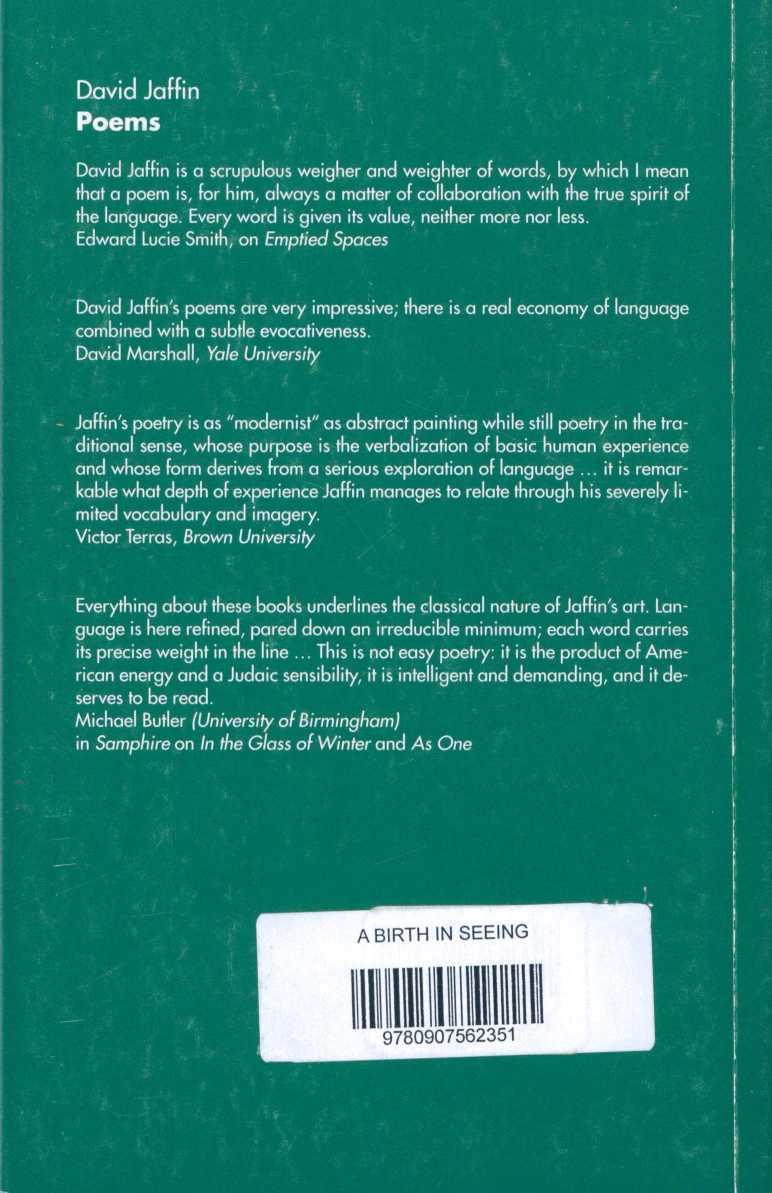 David Jaffin
Poems
David Jaffin is a scrupulous weigher and weighter of words, by which I mean
that a poem is, for him, always a matter of collaboration with the true spirit of
the language. Every word is given its value, neither more nor less.
Edward Lucie Smith, on Emptied Spaces
David Jaffin's poems are very impressive; there is a real economy of language
combined with a subtle evocativeness.
David Marshall, Yale University
Jaffin's poetry is as "modernist" as abstract painting while still poetry in the tra-
ditional sense, whose purpose is the verbalization of basic human experience
and whose form derives from a serious exploration of language ... it is remar-
kable what depth of experience Jaffin manages to relate through his severely li-
mited vocabulary and imagery.
Victor Terras, Brown University
Everything about these books underlines the classical nature of Jaffin's art. Lan-
guage is here refined, pared down an irreducible minimum; each word carries
its precise weight in the line ... This is not easy poetry: it is the product of Ame-
rican energy and a Judaic sensibility, it is intelligent and demanding, and it de-
serves to be read.
Michael Butler (University of Birmingham)
in Samphire on In the Glass of Winter and As One
A BIRTH IN SEEING
9780907562351